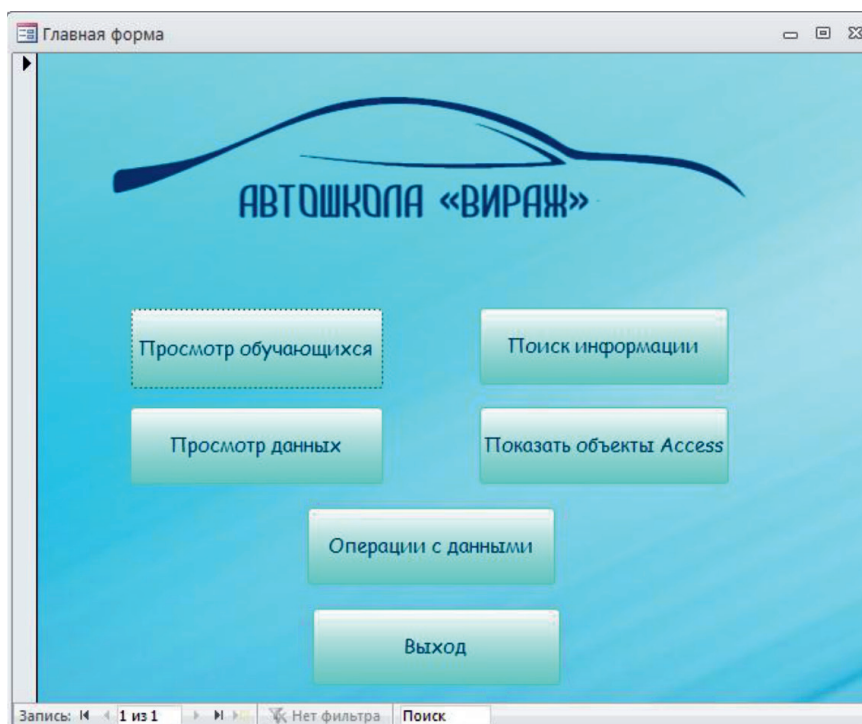 Главная форма
АВТОШКОЛА «ВИРАЖ»
Просмотр обучающихся
Поиск информации
Просмотр данных
Показать объекты Access
Операции с данными
Выход
Запись: 1 из 1 Нет фильтра Поиск